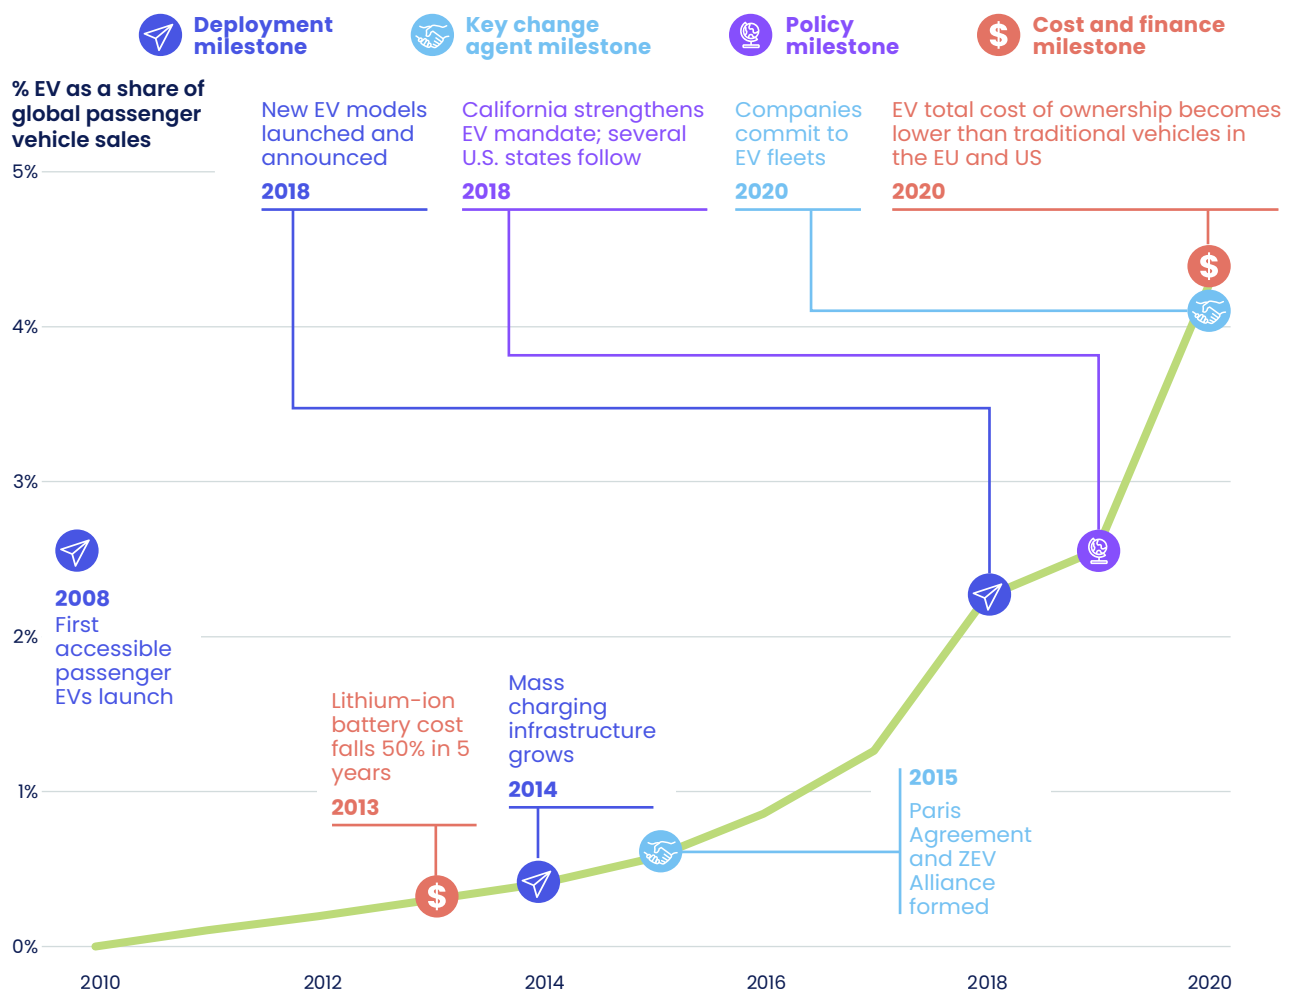 Deployment
milestone
Key change
agent milestone
Policy
milestone
Cost and finance
milestone
% EV as a share of
global passenger
vehicle sales
New EV models
launched and
announced
2018
California strengthens
EV mandate; several
U.S. states follow
2018
Companies
commit to
EV fleets
2020
EV total cost of ownership becomes
lower than traditional vehicles in
the EU and US
2020
5%
4%
3%
2%
1%
0%
2008
First
accessible
passenger
EVs launch
Lithium-ion
battery cost
falls 50% in 5
years
2013
Mass
charging
infrastructure
grows
2014
2015
Paris
Agreement
and ZEV
Alliance
formed
$
$
$
2010
2012
2014
2016
2018
2020